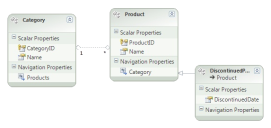 Category
Scalar Properties
CategoryID
Name
Navigation Properties
Products
1
*
Product
Scalar Properties
ProductID
Name
Navigation Properties
Category
DiscontinuedP...
Product
Scalar Properties
DiscontinuedDate
Navigation Properties